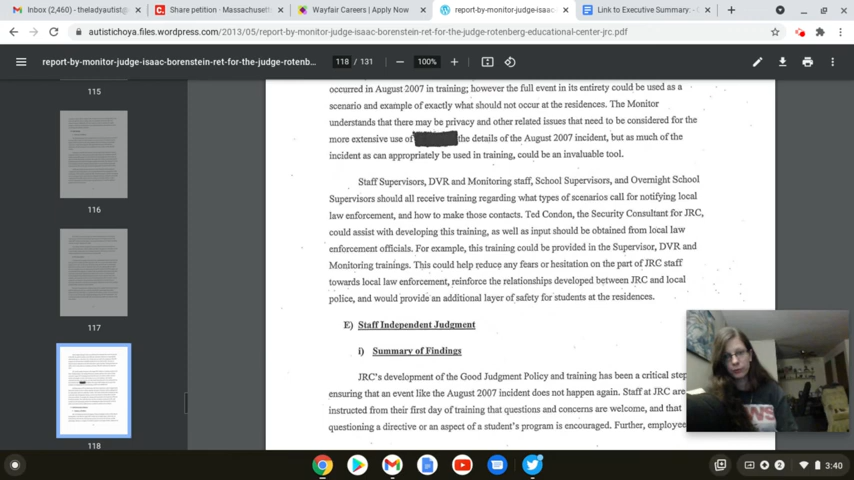 Inbox (2,460) - theladyautist@
Share petition · Massachuset
Wayfair Careers | Apply Now
report-by-monitor-judge-isaac-
Link to Executive Summary: -
autistichoya.files.wordpress.com/2013/05/report-by-monitor-judge-isaac-borenstein-ret-for-the-judge-rotenberg-educational-center-jrc.pdf
report-by-monitor-judge-isaac-borenstein-ret-for-the-judge-rotenb...
118 / 131
100%
115
116
117
118
occurred in August 2007 in training; however the full event in its entirety could be used as a
scenario and example of exactly what should not occur at the residences. The Monitor
understands that there may be privacy and other related issues that need to be considered for the
more extensive use of the details of the August 2007 incident, but as much of the
incident as can appropriately be used in training, could be an invaluable tool.
Staff Supervisors, DVR and Monitoring staff, School Supervisors, and Overnight School
Supervisors should all receive training regarding what types of scenarios call for notifying local
law enforcement, and how to make those contacts. Ted Condon, the Security Consultant for JRC,
could assist with developing this training, as well as input should be obtained from local law
enforcement officials. For example, this training could be provided in the Supervisor, DVR and
Monitoring trainings. This could help reduce any fears or hesitation on the part of JRC staff
towards local law enforcement, reinforce the relationships developed between JRC and local
police, and would provide an additional layer of safety for students at the residences.
E) Staff Independent Judgment
i) Summary of Findings
JRC's development of the Good Judgment Policy and training has been a critical step
ensuring that an event like the August 2007 incident does not happen again. Staff at JRC are
instructed from their first day of training that questions and concerns are welcome, and that
questioning a directive or an aspect of a student's program is encouraged. Further, employe
2
3:40